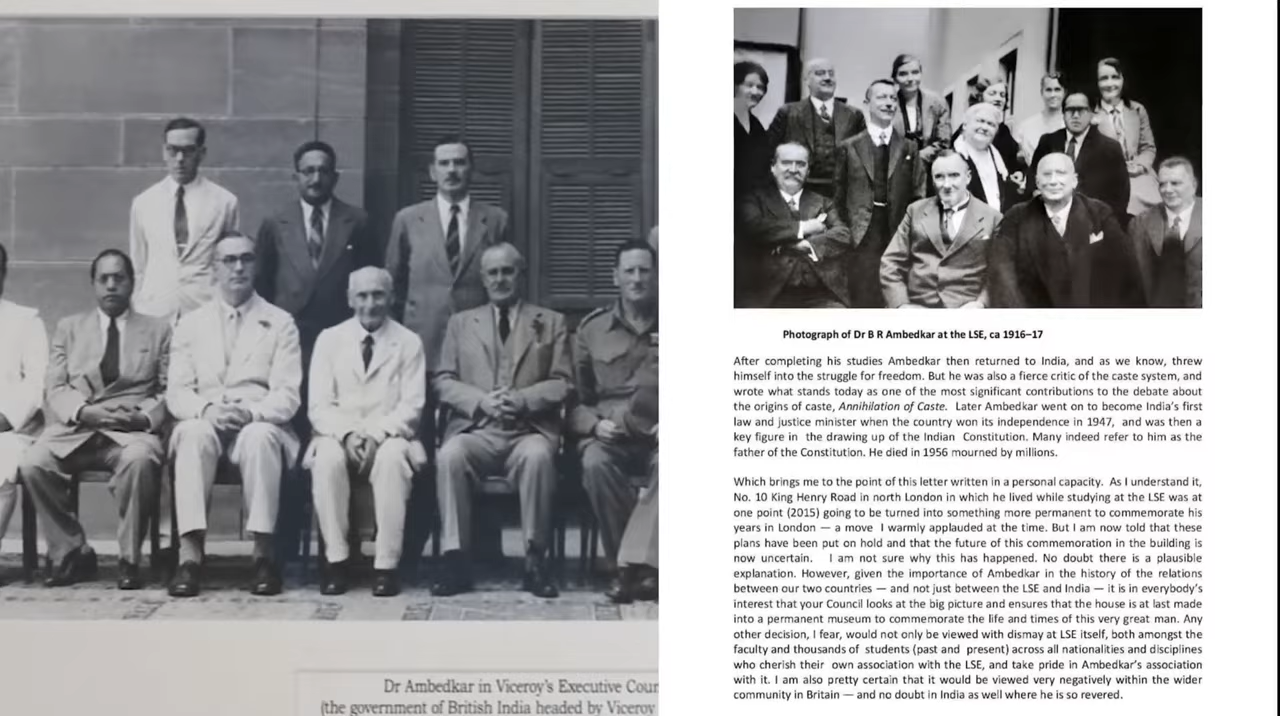 Dr Ambedkar in Viceroy's Executive Coun
(the government of British India headed by Viceroy
Photograph of Dr B R Ambedkar at the LSE, ca 1916–17
After completing his studies Ambedkar then returned to India, and as we know, threw
himself into the struggle for freedom. But he was also a fierce critic of the caste system, and
wrote what stands today as one of the most significant contributions to the debate about
the origins of caste, Annihilation of Caste. Later Ambedkar went on to become India's first
law and justice minister when the country won its independence in 1947, and was then a
key figure in the drawing up of the Indian Constitution. Many indeed refer to him as the
father of the Constitution. He died in 1956 mourned by millions.
Which brings me to the point of this letter written in a personal capacity. As I understand it,
No. 10 King Henry Road in north London in which he lived while studying at the LSE was at
one point (2015) going to be turned into something more permanent to commemorate his
years in London — a move I warmly applauded at the time. But I am now told that these
plans have been put on hold and that the future of this commemoration in the building is
now uncertain. I am not sure why this has happened. No doubt there is a plausible
explanation. However, given the importance of Ambedkar in the history of the relations
between our two countries — and not just between the LSE and India — it is in everybody's
interest that your Council looks at the big picture and ensures that the house is at last made
into a permanent museum to commemorate the life and times of this very great man. Any
other decision, I fear, would not only be viewed with dismay at LSE itself, both amongst the
faculty and thousands of students (past and present) across all nationalities and disciplines
who cherish their own association with the LSE, and take pride in Ambedkar's association
with it. I am also pretty certain that it would be viewed very negatively within the wider
community in Britain — and no doubt in India as well where he is so revered.